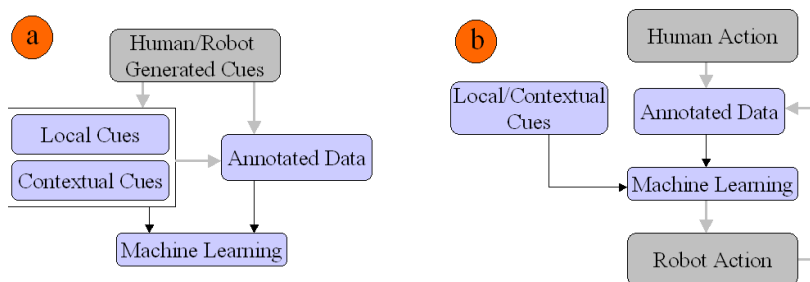 a
Human/Robot
Generated Cues
Local Cues
Contextual Cues
Annotated Data
Machine Learning
b
Human Action
Local/Contextual
Cues
Annotated Data
Machine Learning
Robot Action